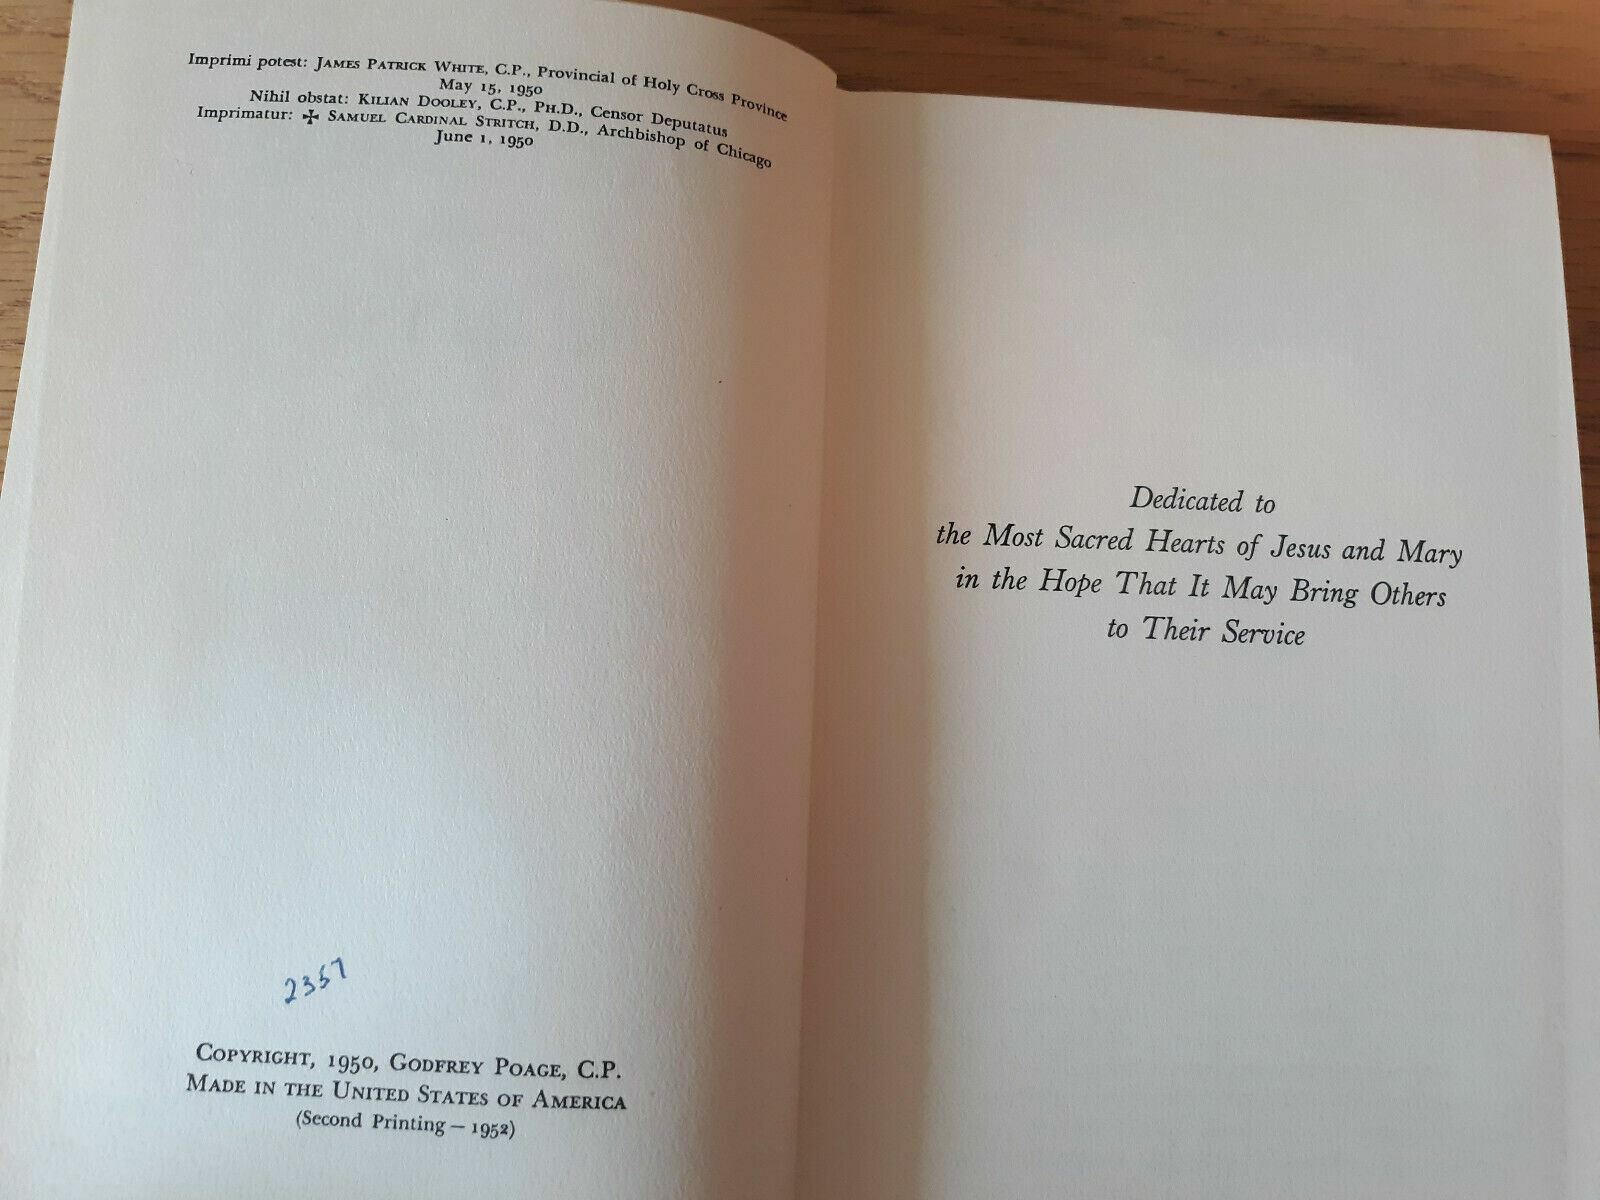 Imprimi potest: JAMES PATRICK WHITE, C.P., Provincial of Holy Cross Province
May 15, 1950
Nihil obstat: KILIAN DOOLEY, C.P., PH.D., Censor Deputatus
Imprimatur: ✠ SAMUEL CARDINAL STRITCH, D.D., Archbishop of Chicago
June 1, 1950
2357
COPYRIGHT, 1950, GODFREY POAGE, C.P.
MADE IN THE UNITED STATES OF AMERICA
(Second Printing — 1952)
Dedicated to
the Most Sacred Hearts of Jesus and Mary
in the Hope That It May Bring Others
to Their Service